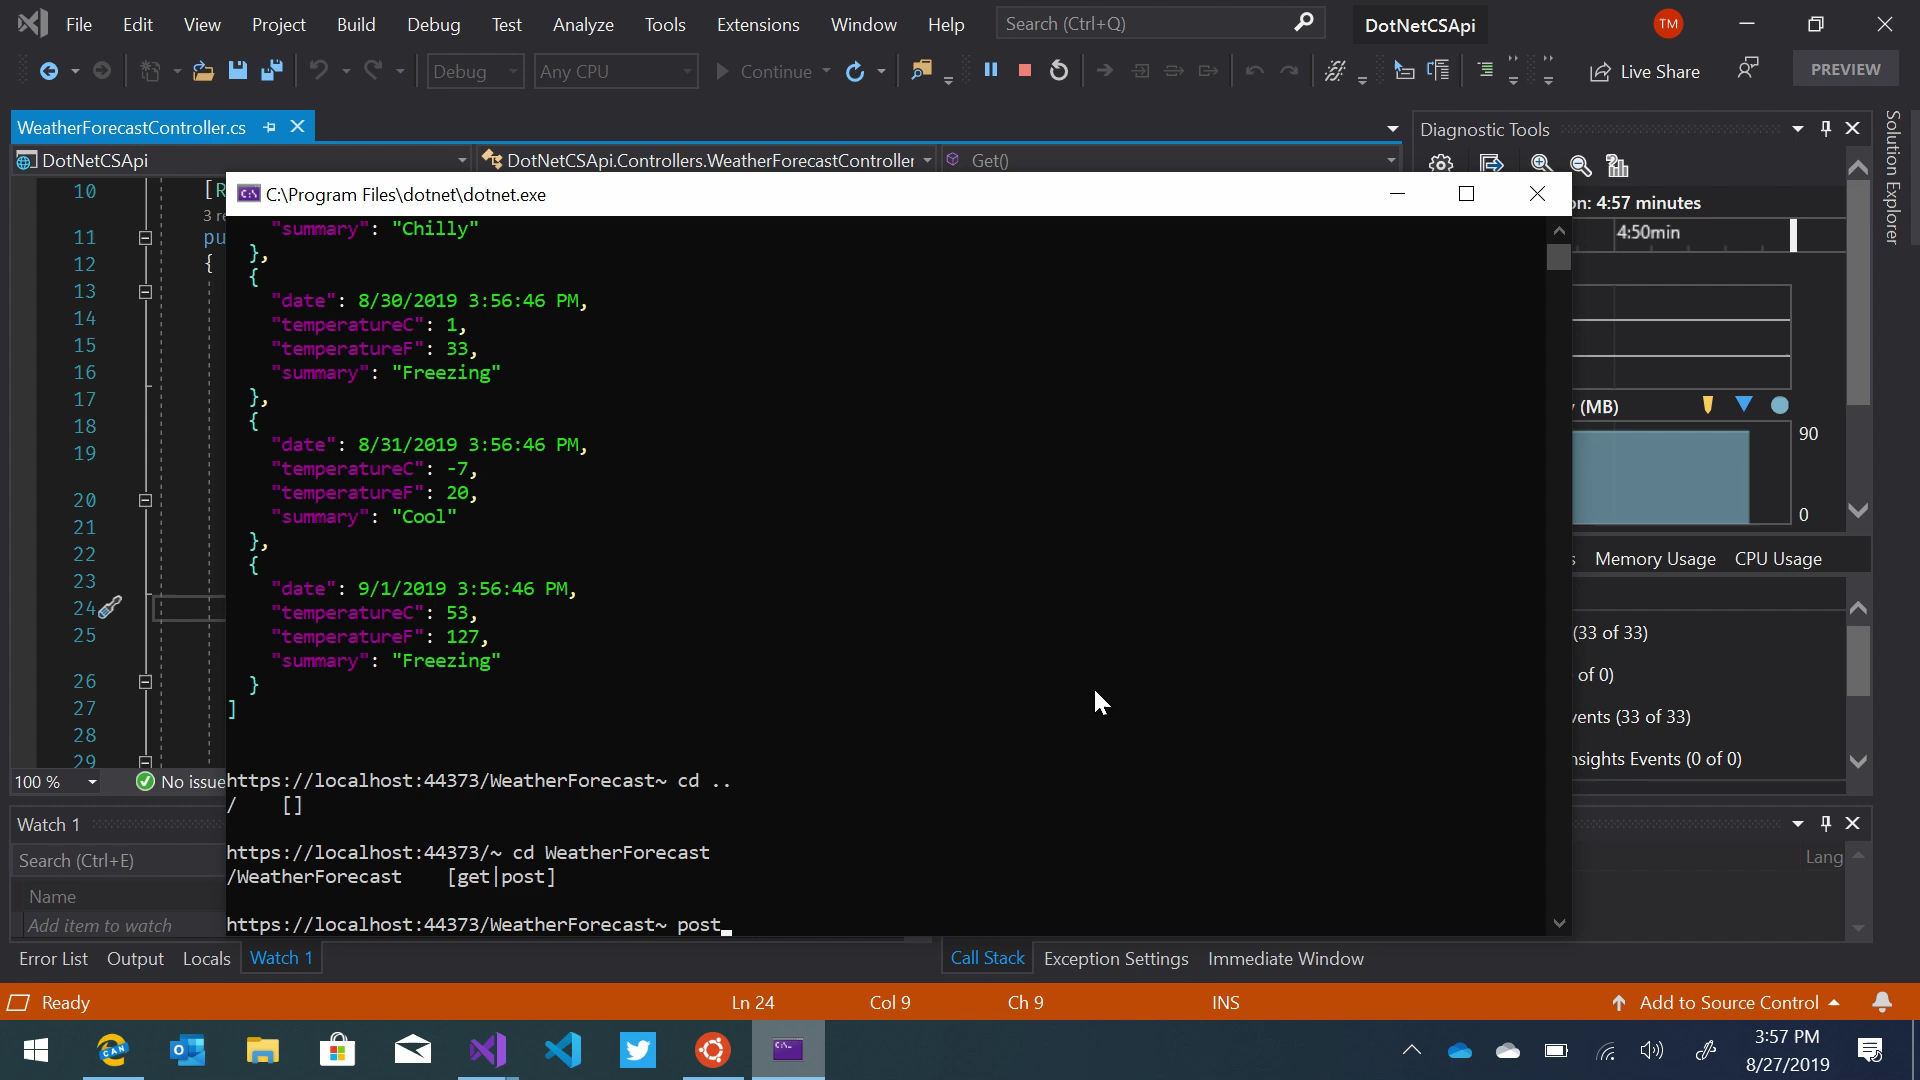 File Edit View Project Build Debug Test Analyze Tools Extensions Window Help Search (Ctrl+Q) DotNetCSApi TM
Debug Any CPU Continue Live Share PREVIEW
WeatherForecastController.cs
DotNetCSApi DotNetCSApi.Controllers.WeatherForecastController Get()
Diagnostic Tools
Solution Explorer
C:\Program Files\dotnet\dotnet.exe
"summary": "Chilly"
},
{
"date": 8/30/2019 3:56:46 PM,
"temperatureC": 1,
"temperatureF": 33,
"summary": "Freezing"
},
{
"date": 8/31/2019 3:56:46 PM,
"temperatureC": -7,
"temperatureF": 20,
"summary": "Cool"
},
{
"date": 9/1/2019 3:56:46 PM,
"temperatureC": 53,
"temperatureF": 127,
"summary": "Freezing"
}
]
https://localhost:44373/WeatherForecast~ cd ..
/ []
https://localhost:44373/~ cd WeatherForecast
/WeatherForecast [get|post]
https://localhost:44373/WeatherForecast~ post
10 [R
3 r
11 pu
12 {
13
14
15
16
17
18
19
20
21
22
23
24
25
26
27
28
29
100 % No issue
on: 4:57 minutes
4:50min
(MB)
90
0
s Memory Usage CPU Usage
(33 of 33)
of 0)
vents (33 of 33)
nsights Events (0 of 0)
Watch 1
Search (Ctrl+E)
Name
Add item to watch
Lang
Error List Output Locals Watch 1
Call Stack Exception Settings Immediate Window
Ready Ln 24 Col 9 Ch 9 INS Add to Source Control
CAN
3:57 PM
8/27/2019